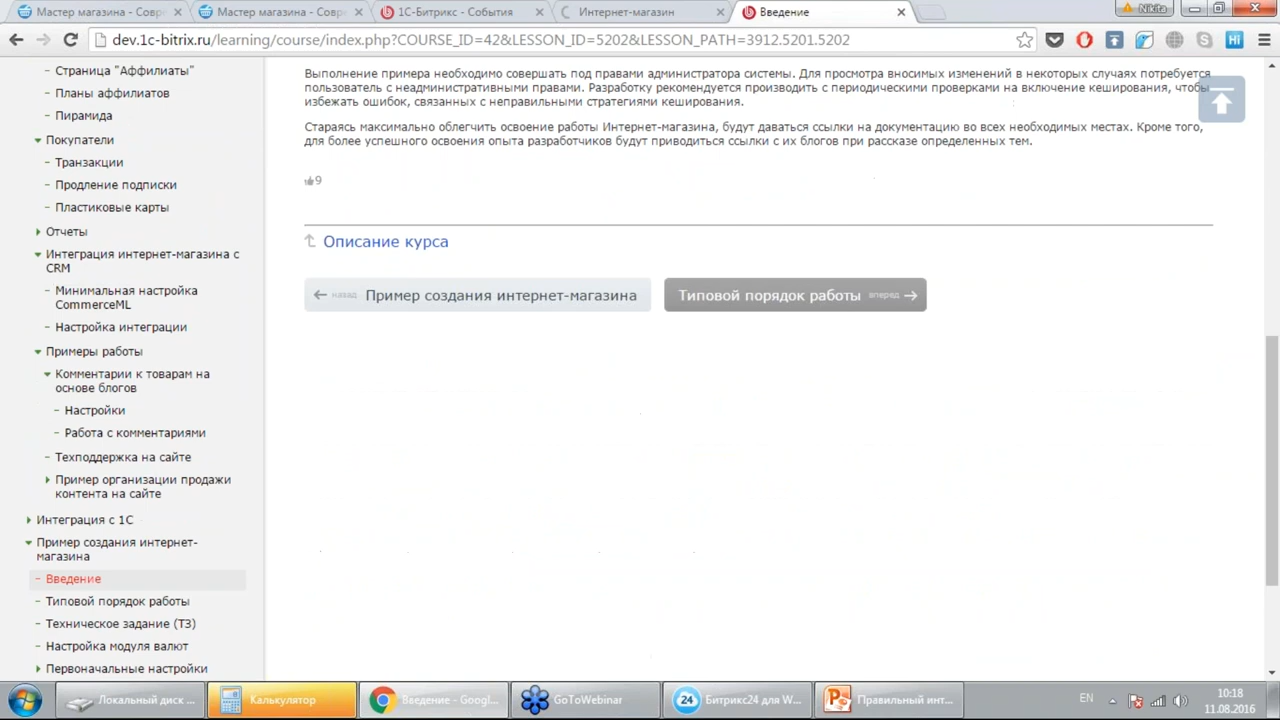 Мастер магазина - Совре
Мастер магазина - Совре
1С-Битрикс - События
Интернет-магазин
Введение
Nikita
dev.1c-bitrix.ru/learning/course/index.php?COURSE_ID=42&LESSON_ID=5202&LESSON_PATH=3912.5201.5202
Hi
− Страница "Аффилиаты"
− Планы аффилиатов
− Пирамида
Покупатели
− Транзакции
− Продление подписки
− Пластиковые карты
Отчеты
Интеграция интернет-магазина с
CRM
− Минимальная настройка
CommerceML
− Настройка интеграции
Примеры работы
Комментарии к товарам на
основе блогов
− Настройки
− Работа с комментариями
− Техподдержка на сайте
Пример организации продажи
контента на сайте
Интеграция с 1С
Пример создания интернет-
магазина
− Введение
− Типовой порядок работы
− Техническое задание (ТЗ)
− Настройка модуля валют
Первоначальные настройки
Выполнение примера необходимо совершать под правами администратора системы. Для просмотра вносимых изменений в некоторых случаях потребуется
пользователь с неадминистративными правами. Разработку рекомендуется производить с периодическими проверками на включение кеширования, чтобы
избежать ошибок, связанных с неправильными стратегиями кеширования.
Стараясь максимально облегчить освоение работы Интернет-магазина, будут даваться ссылки на документацию во всех необходимых местах. Кроме того,
для более успешного освоения опыта разработчиков будут приводиться ссылки с их блогов при рассказе определенных тем.
9
Описание курса
← назад Пример создания интернет-магазина
Типовой порядок работы вперед →
Локальный диск ...
Калькулятор
Введение - Googl...
GoToWebinar
24 Битрикс24 для W...
Правильный инт...
EN
10:18
11.08.2016